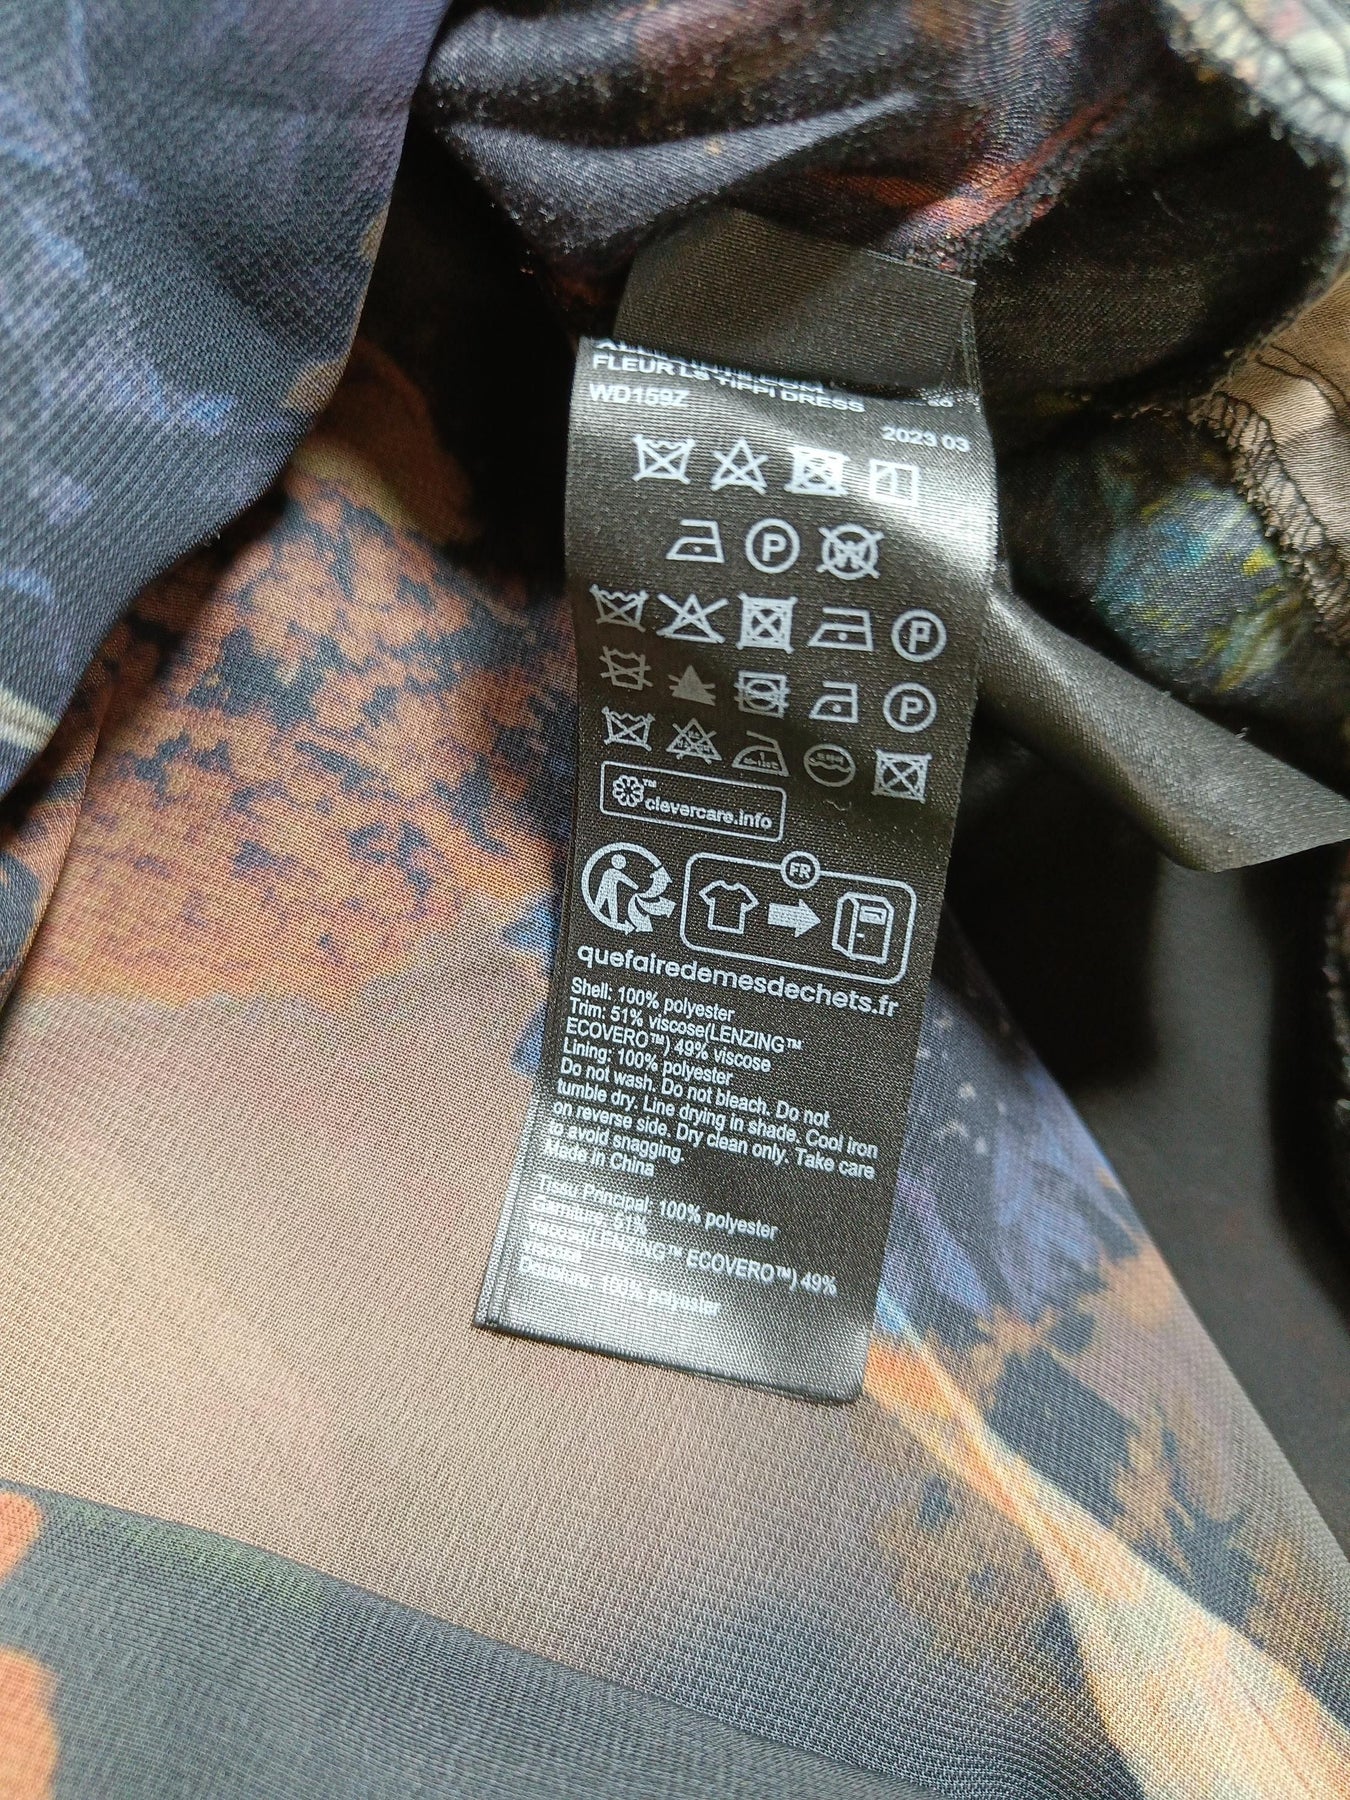 FLEUR LS TIPPI DRESS
WD159Z
2023 03
P
W
F
P
™
clevercare.info
FR
quefairedemesdechets.fr
Shell: 100% polyester
Trim: 51% viscose(LENZING™
ECOVERO™) 49% viscose
Lining: 100% polyester
Do not wash. Do not bleach. Do not
tumble dry. Line drying in shade. Cool iron
on reverse side. Dry clean only. Take care
to avoid snagging.
Made in China
Tissu Principal: 100% polyester
Garniture: 51%
viscose(LENZING™ ECOVERO™) 49%
viscose
Doublure: 100% polyester